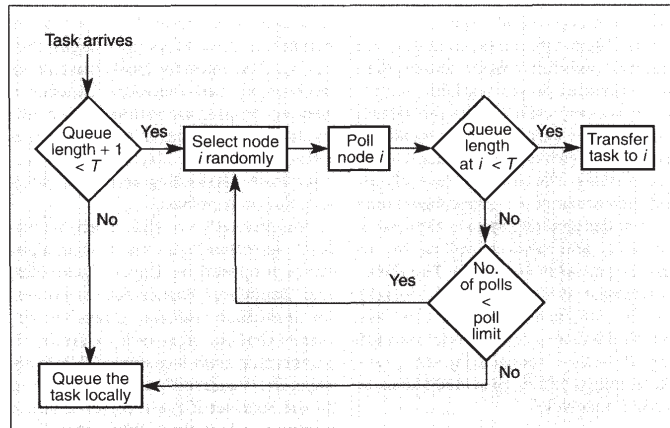 Task arrives
Queue
length + 1
< T
Yes
No
Select node
i randomly
Poll
node i
Queue
length
at i < T
Yes
No
Transfer
task to i
No.
of polls
<
poll
limit
Yes
No
Queue the
task locally